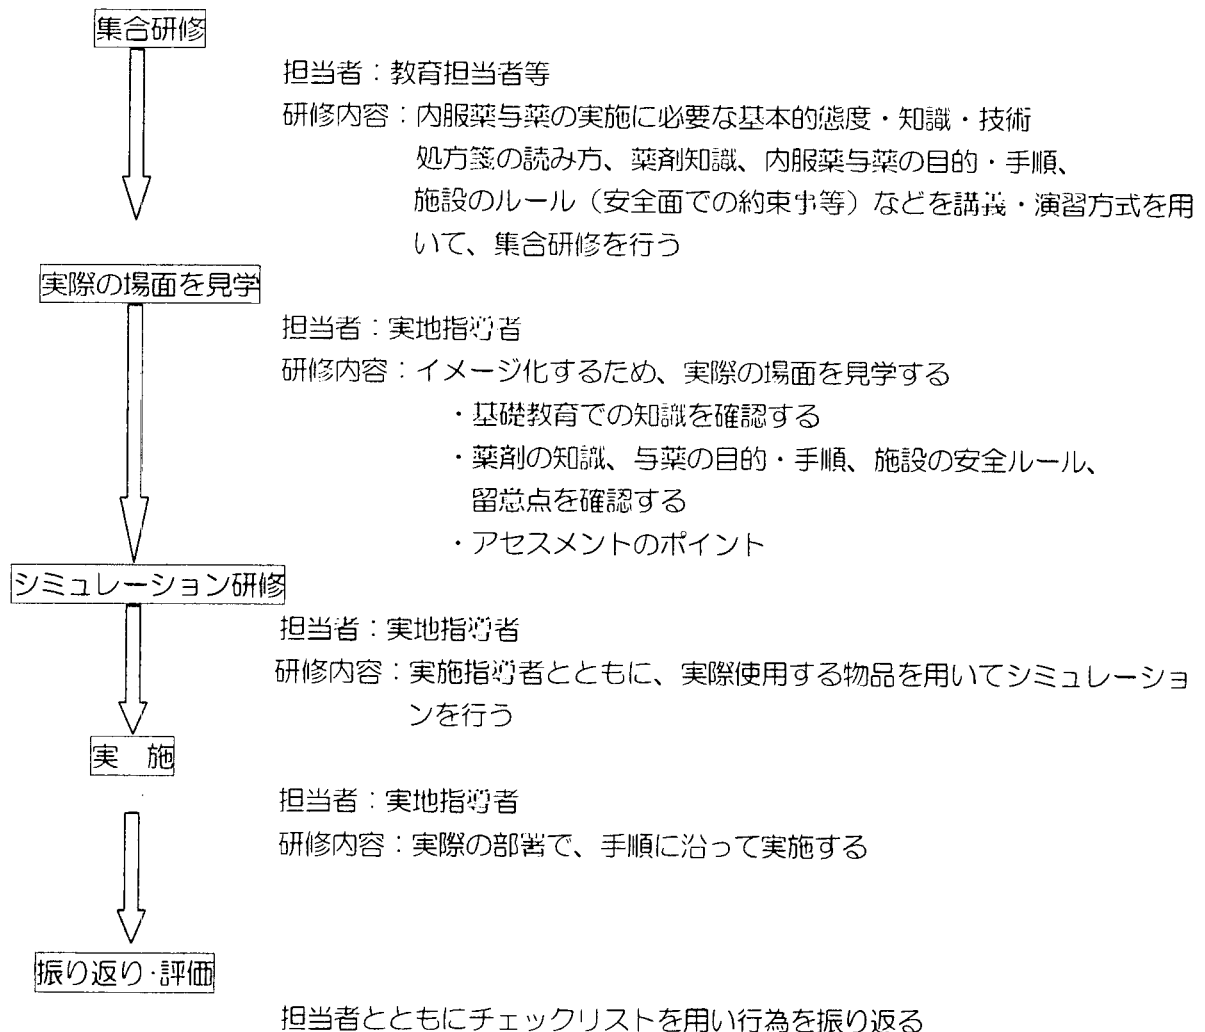 集合研修
担当者：教育担当者等
研修内容：内服薬与薬の実施に必要な基本的態度・知識・技術
処方箋の読み方、薬剤知識、内服薬与薬の目的・手順、
施設のルール（安全面での約束事等）などを講義・演習方式を用
いて、集合研修を行う
実際の場面を見学
担当者：実地指導者
研修内容：イメージ化するため、実際の場面を見学する
・基礎教育での知識を確認する
・薬剤の知識、与薬の目的・手順、施設の安全ルール、
留意点を確認する
・アセスメントのポイント
シミュレーション研修
担当者：実地指導者
研修内容：実施指導者とともに、実際使用する物品を用いてシミュレーショ
ンを行う
実　施
担当者：実地指導者
研修内容：実際の部署で、手順に沿って実施する
振り返り・評価
担当者とともにチェックリストを用い行為を振り返る